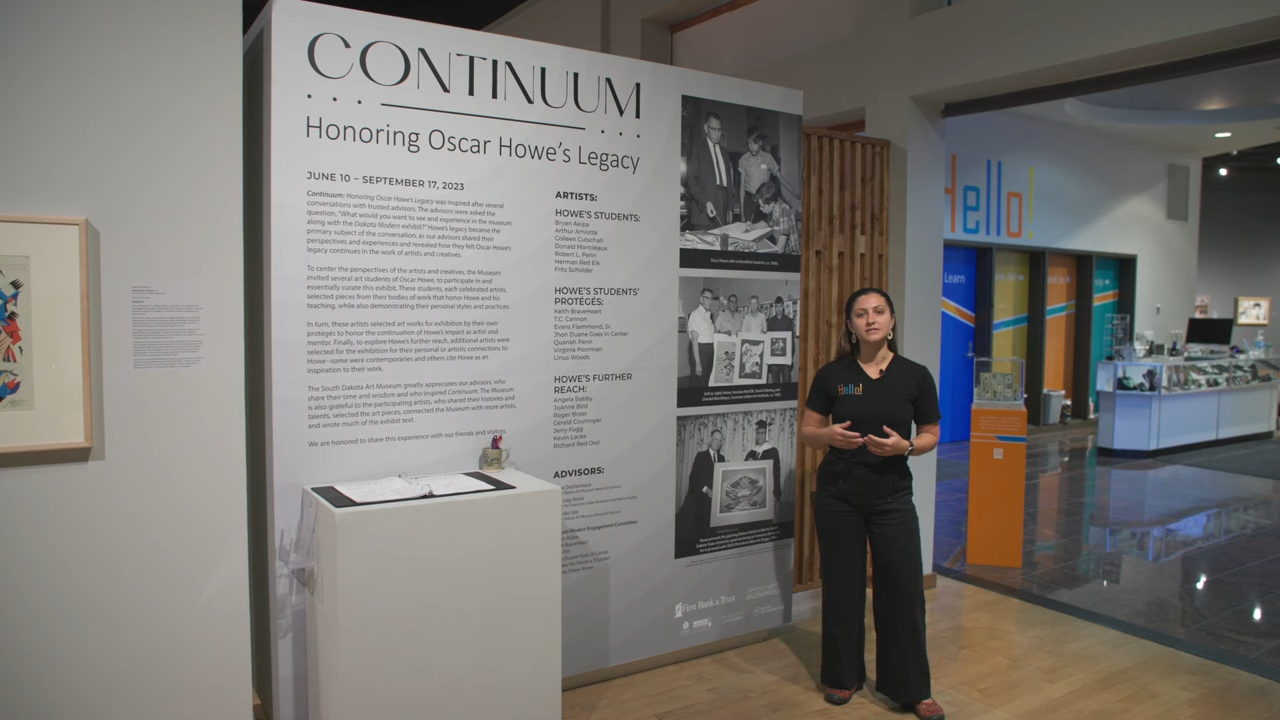 CONTINUUM
Honoring Oscar Howe's Legacy
JUNE 10 – SEPTEMBER 17, 2023
Continuum: Honoring Oscar Howe's Legacy was inspired after several
conversations with trusted advisors. The advisors were asked the
question, "What would you want to see and experience in the museum
along with the Dakota Modern exhibit?" Howe's legacy became the
primary subject of the conversation, as our advisors shared their
perspectives and experiences and revealed how they felt Oscar Howe's
legacy continues in the work of artists and creatives.
To center the perspectives of the artists and creatives, the Museum
invited several art students of Oscar Howe, to participate in and
essentially curate this exhibit. These students, each celebrated artists,
selected pieces from their bodies of work that honor Howe and his
teaching, while also demonstrating their personal styles and practices.
In turn, these artists selected art works for exhibition by their own
protégés to honor the continuation of Howe's impact as artist and
mentor. Finally, to explore Howe's further reach, additional artists were
selected for the exhibition for their personal or artistic connections to
Howe--some were contemporaries and others cite Howe as an
inspiration to their work.
The South Dakota Art Museum greatly appreciates our advisors, who
share their time and wisdom and who inspired Continuum. The Museum
is also grateful to the participating artists, who shared their histories and
talents, selected the art pieces, connected the Museum with more artists,
and wrote much of the exhibit text.
We are honored to share this experience with our friends and visitors.
ARTISTS:
HOWE'S STUDENTS:
Bryan Akipa
Arthur Amiotte
Colleen Cutschall
Donald Montileaux
Robert L. Penn
Herman Red Elk
Fritz Scholder
HOWE'S STUDENTS'
PROTÉGÉS:
Keith BraveHeart
T.C. Cannon
Evans Flammond, Sr.
Jhon Duane Goes In Center
Quanah Penn
Virginia Poorman
Linus Woods
HOWE'S FURTHER
REACH:
Angela Babby
JoAnne Bird
Roger Broer
Gerald Cournoyer
Jerry Fogg
Kevin Locke
Richard Red Owl
ADVISORS:
First Bank & Trust
Hello!
Learn
Hello!